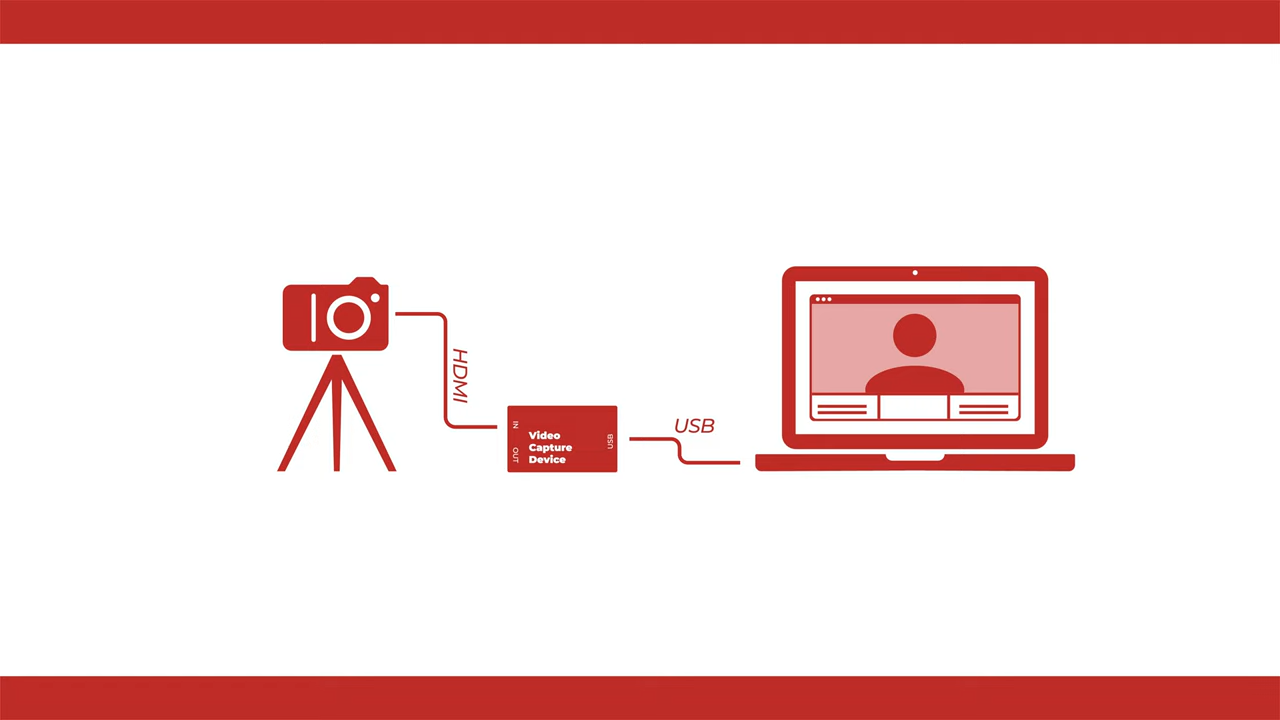 HDMI
IN
OUT
Video
Capture
Device
USB
USB